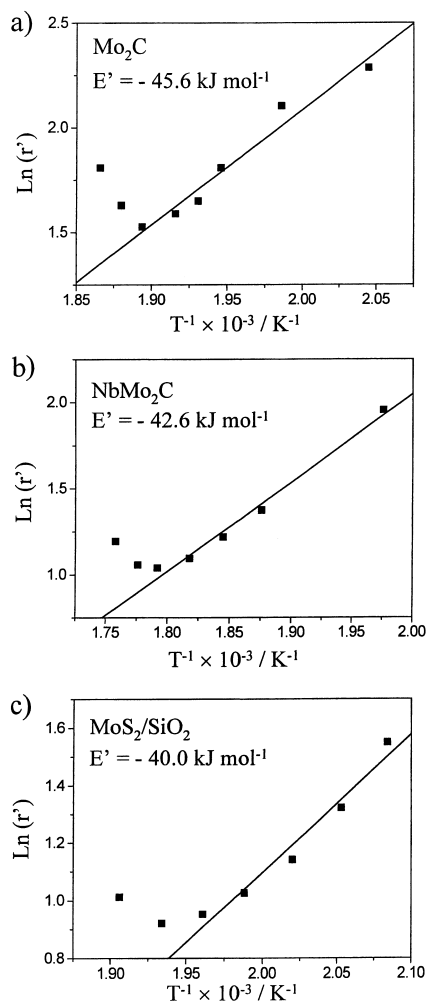 a)
Mo₂C
E' = - 45.6 kJ mol⁻¹
Ln (r')
2.5
2.0
1.5
1.85 1.90 1.95 2.00 2.05
T⁻¹ × 10⁻³ / K⁻¹
b)
NbMo₂C
E' = - 42.6 kJ mol⁻¹
Ln (r')
2.0
1.5
1.0
1.75 1.80 1.85 1.90 1.95 2.00
T⁻¹ × 10⁻³ / K⁻¹
c)
MoS₂/SiO₂
E' = - 40.0 kJ mol⁻¹
Ln (r')
1.6
1.4
1.2
1.0
0.8
1.90 1.95 2.00 2.05 2.10
T⁻¹ × 10⁻³ / K⁻¹